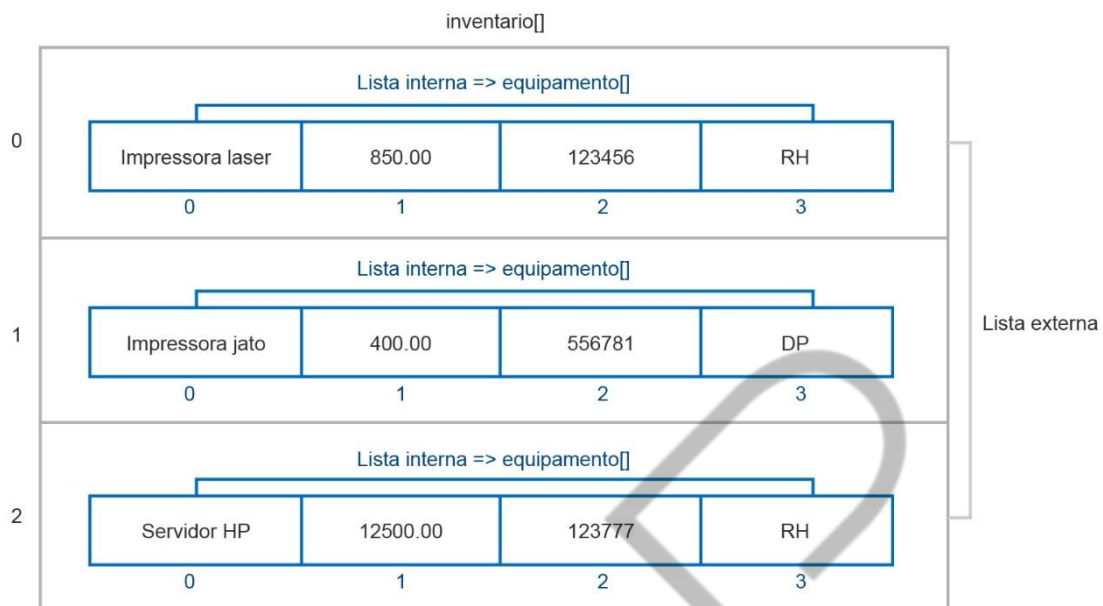 inventario[]
Lista interna => equipamento[]
0
Impressora laser 850.00 123456 RH
0 1 2 3
Lista interna => equipamento[]
1
Impressora jato 400.00 556781 DP
0 1 2 3
Lista externa
Lista interna => equipamento[]
2
Servidor HP 12500.00 123777 RH
0 1 2 3